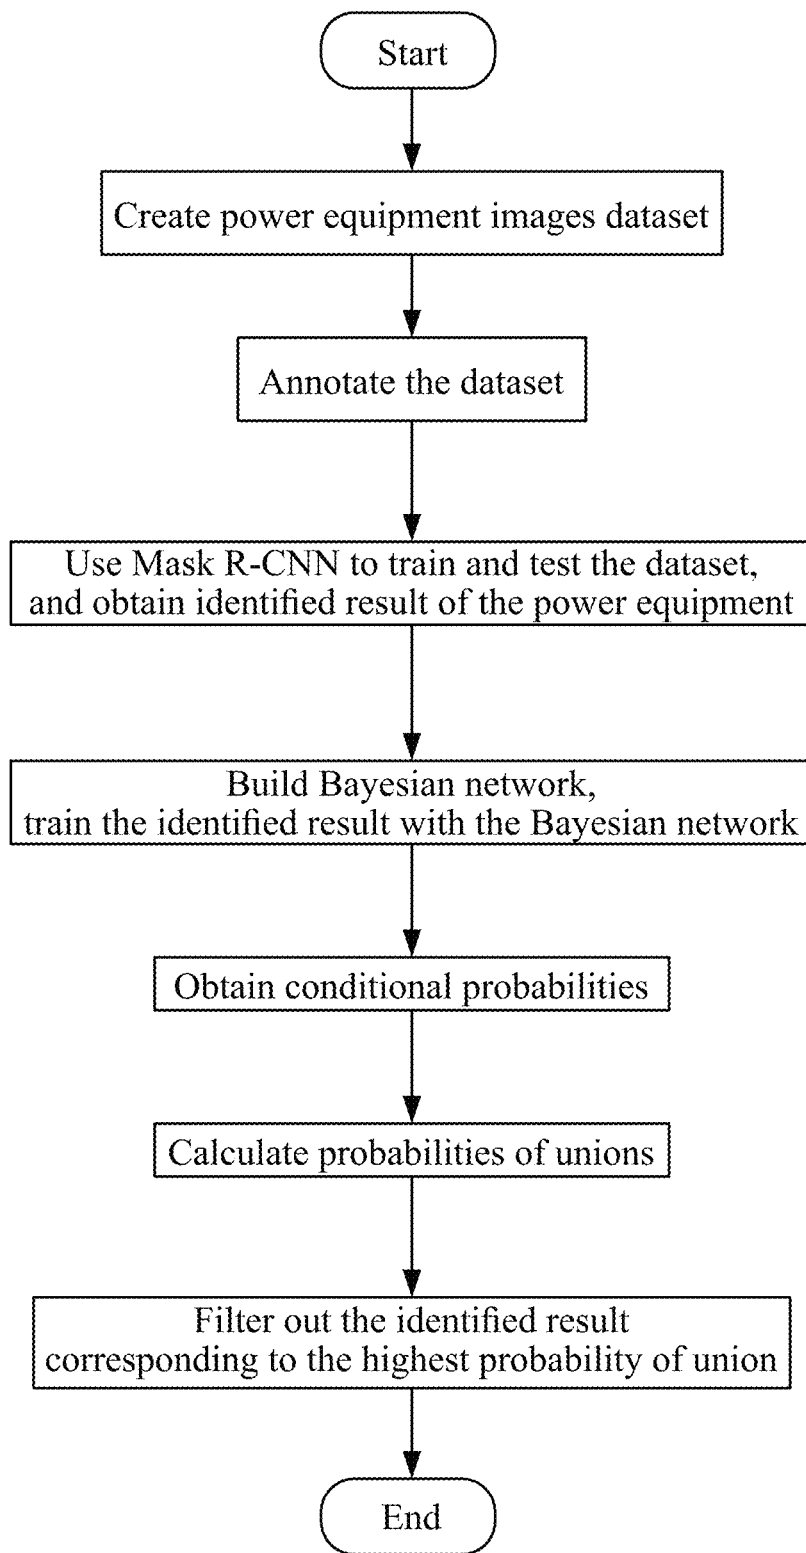 Start
Create power equipment images dataset
Annotate the dataset
Use Mask R-CNN to train and test the dataset,
and obtain identified result of the power equipment
Build Bayesian network,
train the identified result with the Bayesian network
Obtain conditional probabilities
Calculate probabilities of unions
Filter out the identified result
corresponding to the highest probability of union
End